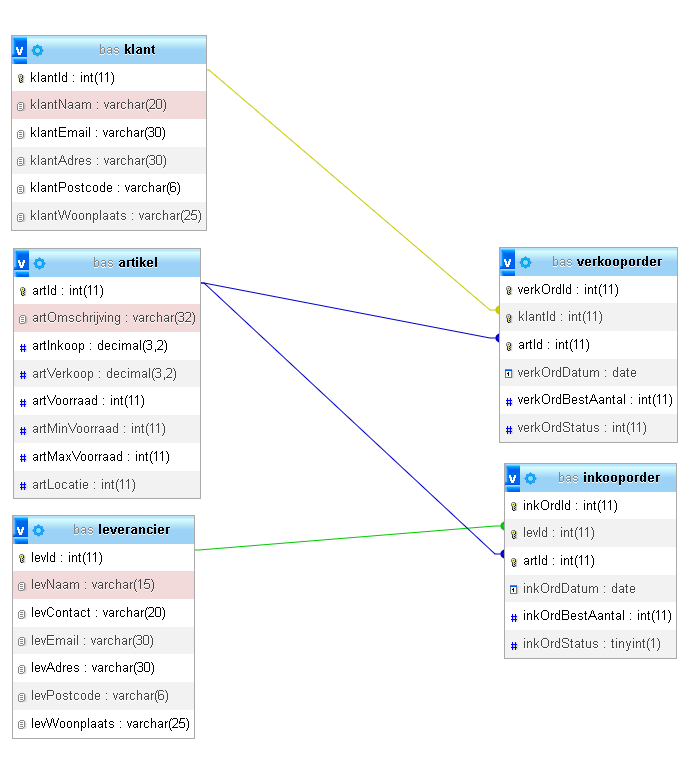 v bas klant
klantId : int(11)
klantNaam : varchar(20)
klantEmail : varchar(30)
klantAdres : varchar(30)
klantPostcode : varchar(6)
klantWoonplaats : varchar(25)
v bas artikel
artId : int(11)
artOmschrijving : varchar(32)
# artInkoop : decimal(3,2)
# artVerkoop : decimal(3,2)
# artVoorraad : int(11)
# artMinVoorraad : int(11)
# artMaxVoorraad : int(11)
# artLocatie : int(11)
v bas leverancier
levId : int(11)
levNaam : varchar(15)
levContact : varchar(20)
levEmail : varchar(30)
levAdres : varchar(30)
levPostcode : varchar(6)
levWoonplaats : varchar(25)
v bas verkooporder
verkOrdId : int(11)
klantId : int(11)
artId : int(11)
verkOrdDatum : date
# verkOrdBestAantal : int(11)
# verkOrdStatus : int(11)
v bas inkooporder
inkOrdId : int(11)
levId : int(11)
artId : int(11)
inkOrdDatum : date
# inkOrdBestAantal : int(11)
# inkOrdStatus : tinyint(1)